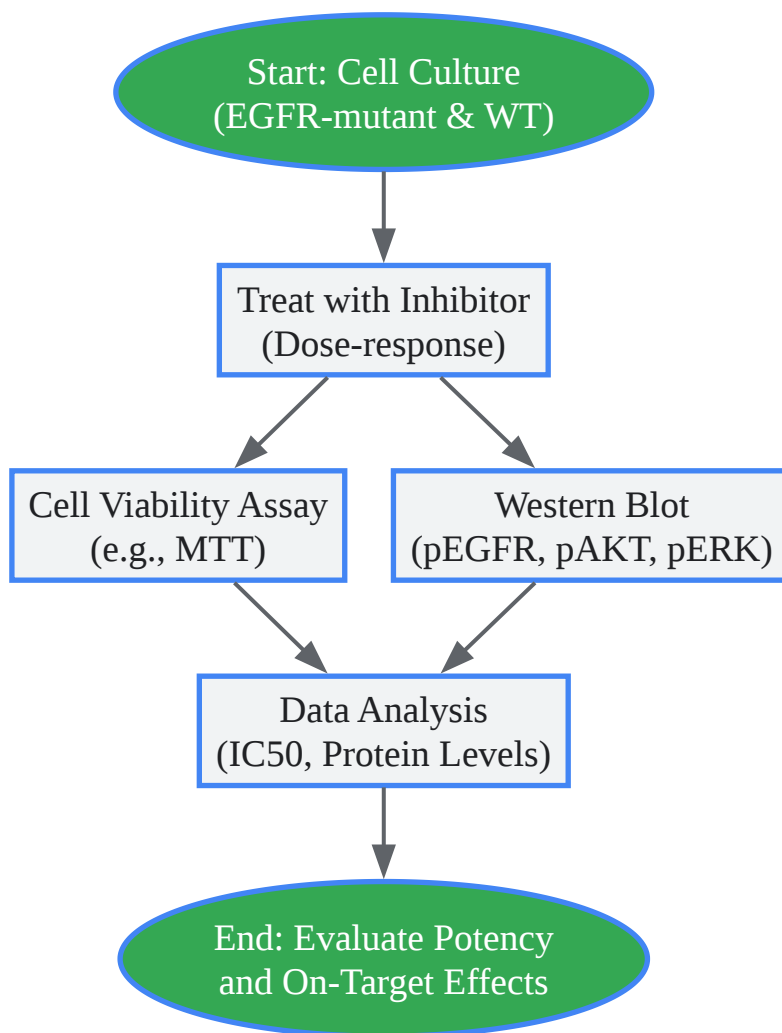 Start: Cell Culture
(EGFR-mutant & WT)
Treat with Inhibitor
(Dose-response)
Cell Viability Assay
(e.g., MTT)
Western Blot
(pEGFR, pAKT, pERK)
Data Analysis
(IC50, Protein Levels)
End: Evaluate Potency
and On-Target Effects